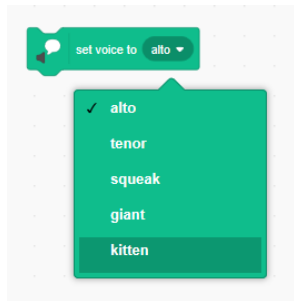 set voice to alto
alto
tenor
squeak
giant
kitten